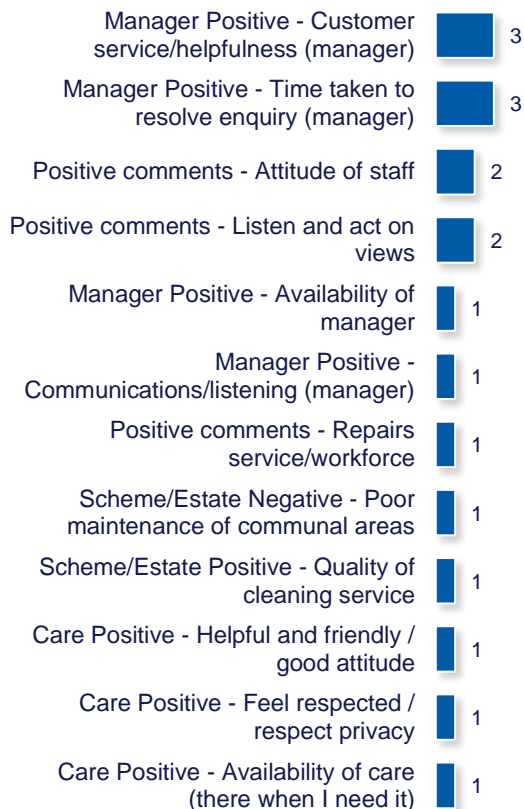 Manager Positive - Customer
service/helpfulness (manager)
3
Manager Positive - Time taken to
resolve enquiry (manager)
3
Positive comments - Attitude of staff
2
Positive comments - Listen and act on
views
2
Manager Positive - Availability of
manager
1
Manager Positive -
Communications/listening (manager)
1
Positive comments - Repairs
service/workforce
1
Scheme/Estate Negative - Poor
maintenance of communal areas
1
Scheme/Estate Positive - Quality of
cleaning service
1
Care Positive - Helpful and friendly /
good attitude
1
Care Positive - Feel respected /
respect privacy
1
Care Positive - Availability of care
(there when I need it)
1